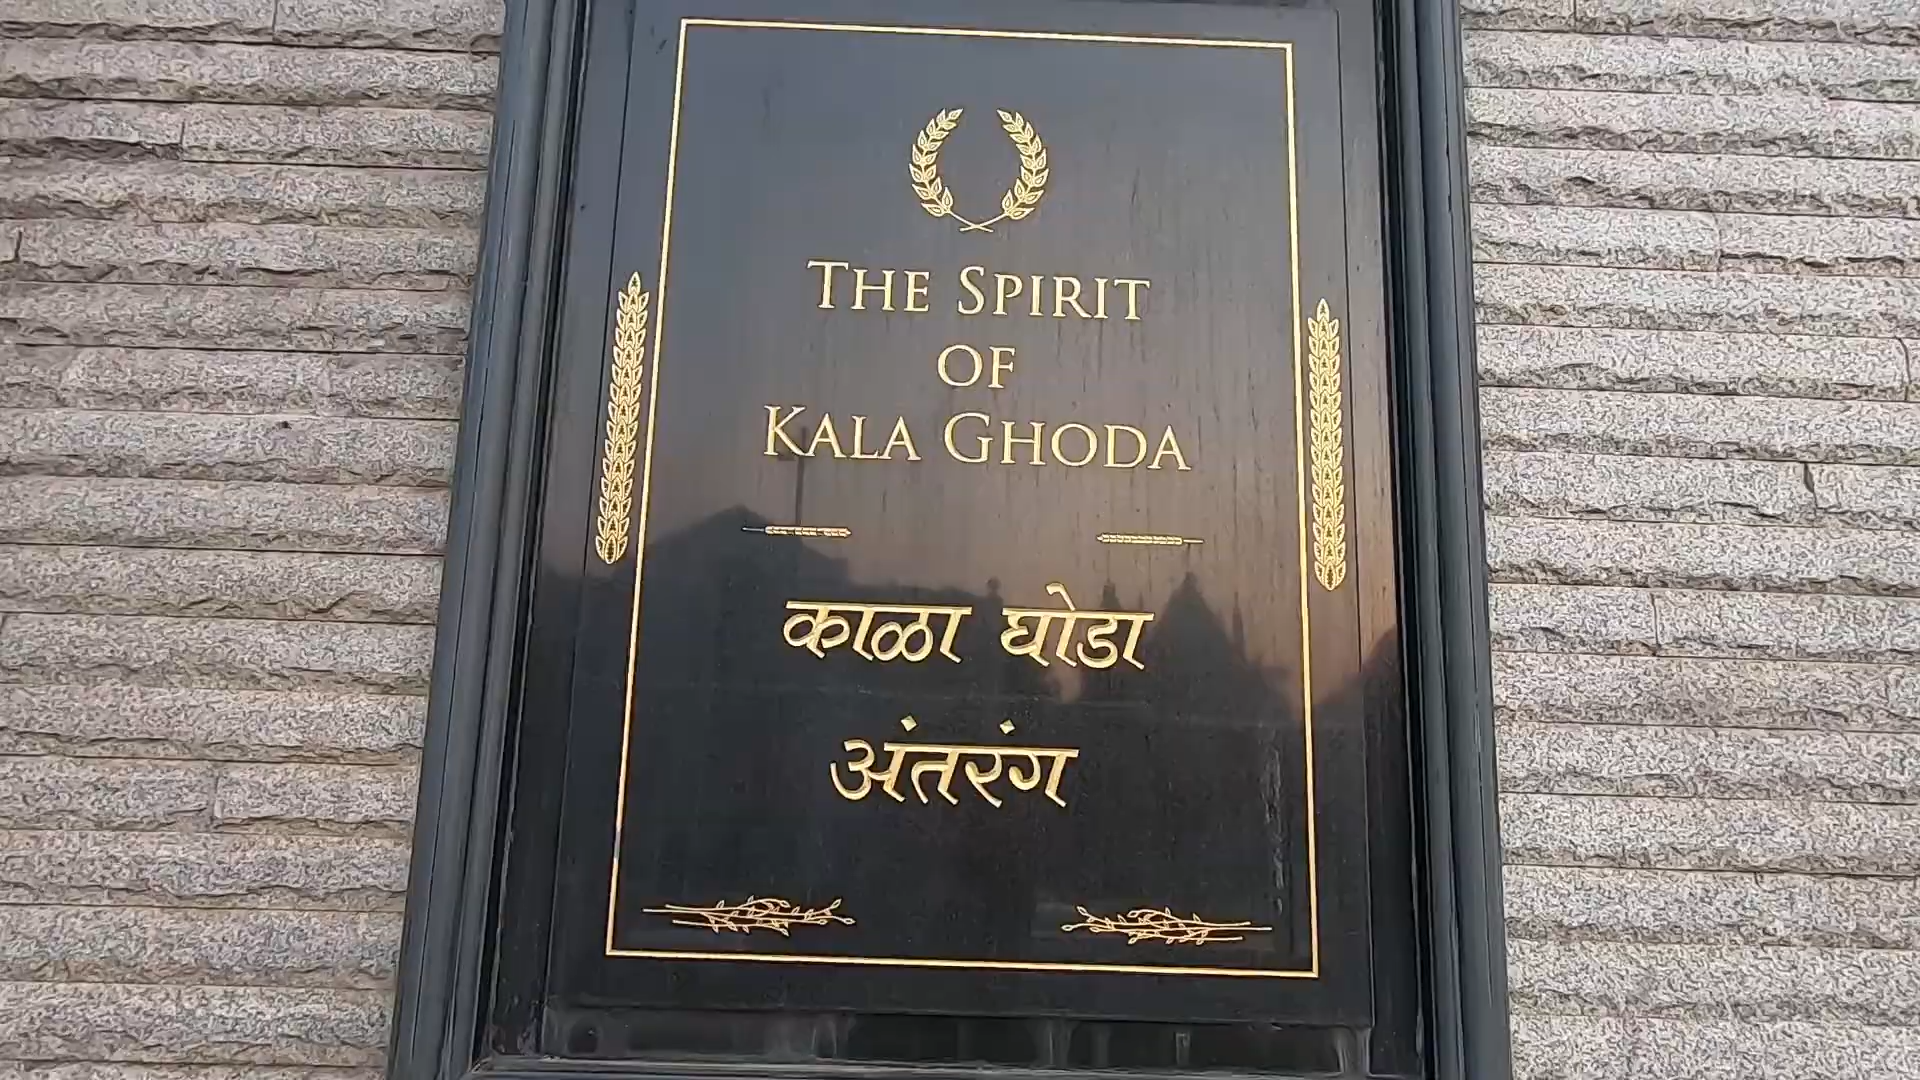 THE SPIRIT
OF
KALA GHODA
काळा घोडा
अंतरंग